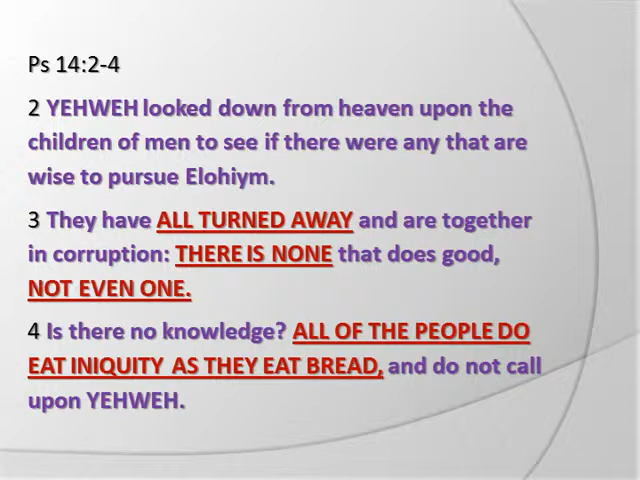 Ps 14:2-4
2 YEHWEH looked down from heaven upon the
children of men to see if there were any that are
wise to pursue Elohiym.
3 They have ALL TURNED AWAY and are together
in corruption: THERE IS NONE that does good,
NOT EVEN ONE.
4 Is there no knowledge? ALL OF THE PEOPLE DO
EAT INIQUITY AS THEY EAT BREAD, and do not call
upon YEHWEH.